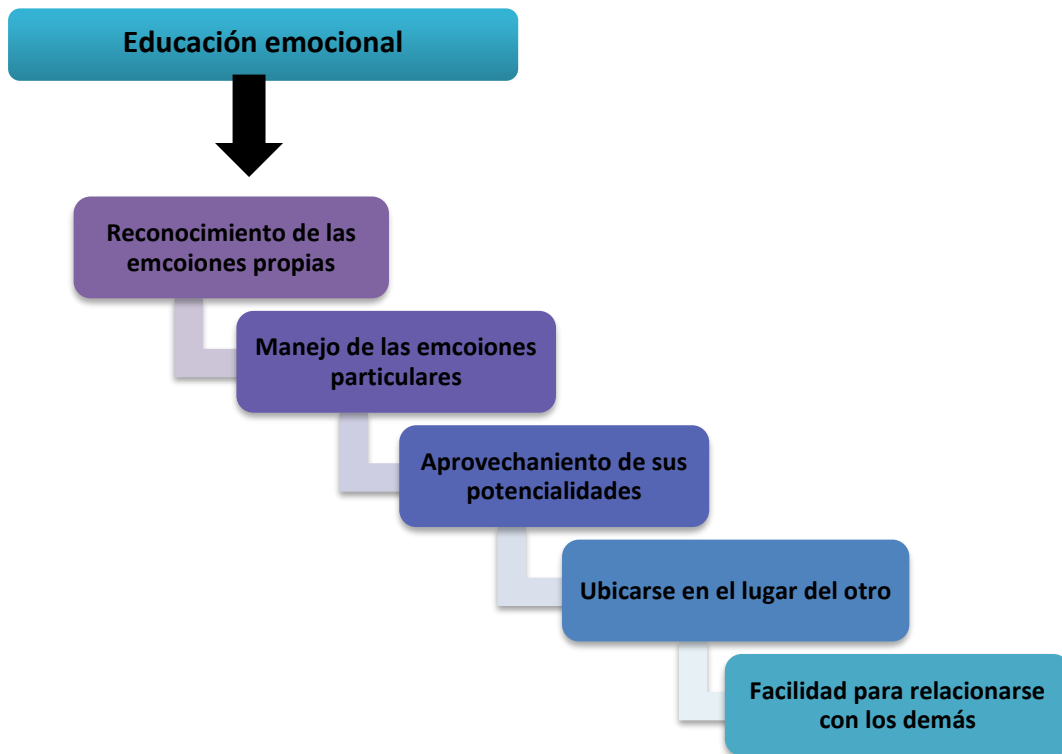 Educación emocional
Reconocimiento de las
emcoiones propias
Manejo de las emcoiones
particulares
Aprovechaniento de sus
potencialidades
Ubicarse en el lugar del otro
Facilidad para relacionarse
con los demás